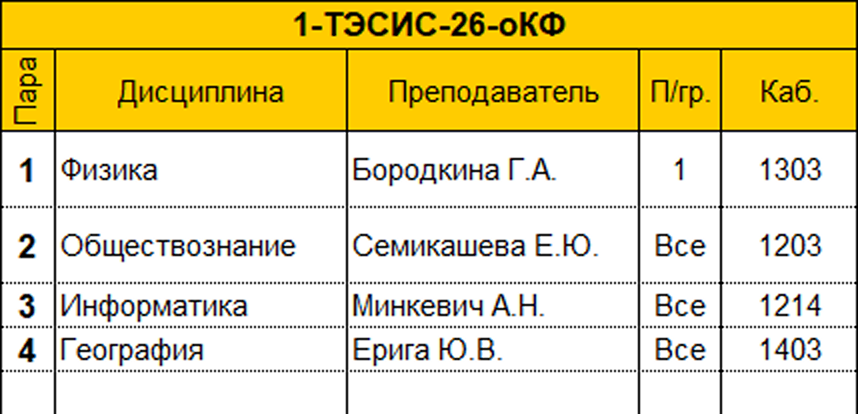 1-ТЭСИС-26-оКФ
Пара Дисциплина Преподаватель П/гр. Каб.
1 Физика Бородкина Г.А. 1 1303
2 Обществознание Семикашева Е.Ю. Все 1203
3 Информатика Минкевич А.Н. Все 1214
4 География Ерига Ю.В. Все 1403